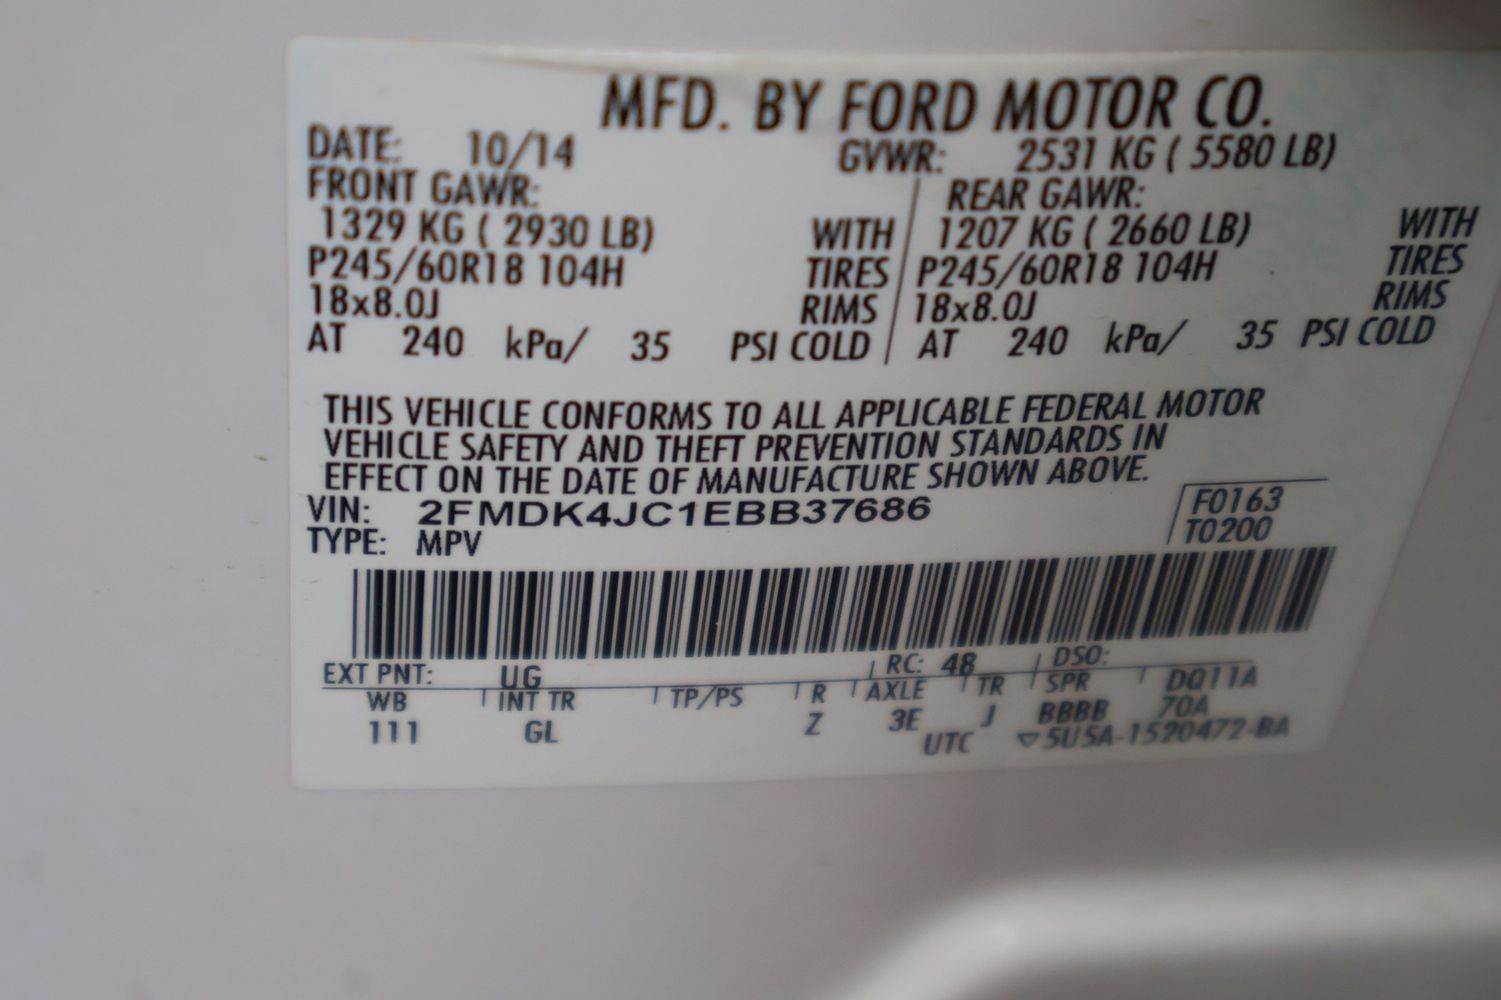 MFD. BY FORD MOTOR CO.
DATE: 10/14 GVWR: 2531 KG ( 5580 LB)
FRONT GAWR: REAR GAWR:
1329 KG ( 2930 LB) WITH 1207 KG ( 2660 LB) WITH
P245/60R18 104H TIRES P245/60R18 104H TIRES
18x8.0J RIMS 18x8.0J RIMS
AT 240 kPa/ 35 PSI COLD AT 240 kPa/ 35 PSI COLD
THIS VEHICLE CONFORMS TO ALL APPLICABLE FEDERAL MOTOR
VEHICLE SAFETY AND THEFT PREVENTION STANDARDS IN
EFFECT ON THE DATE OF MANUFACTURE SHOWN ABOVE.
VIN: 2FMDK4JC1EBB37686 F0163
TYPE: MPV T0200
EXT PNT: UG RC: 48 DSO:
WB INT TR TP/PS R AXLE TR SPR DQ11A
111 GL Z 3E J BBBB 70A
UTC ▽5U5A-1520472-BA